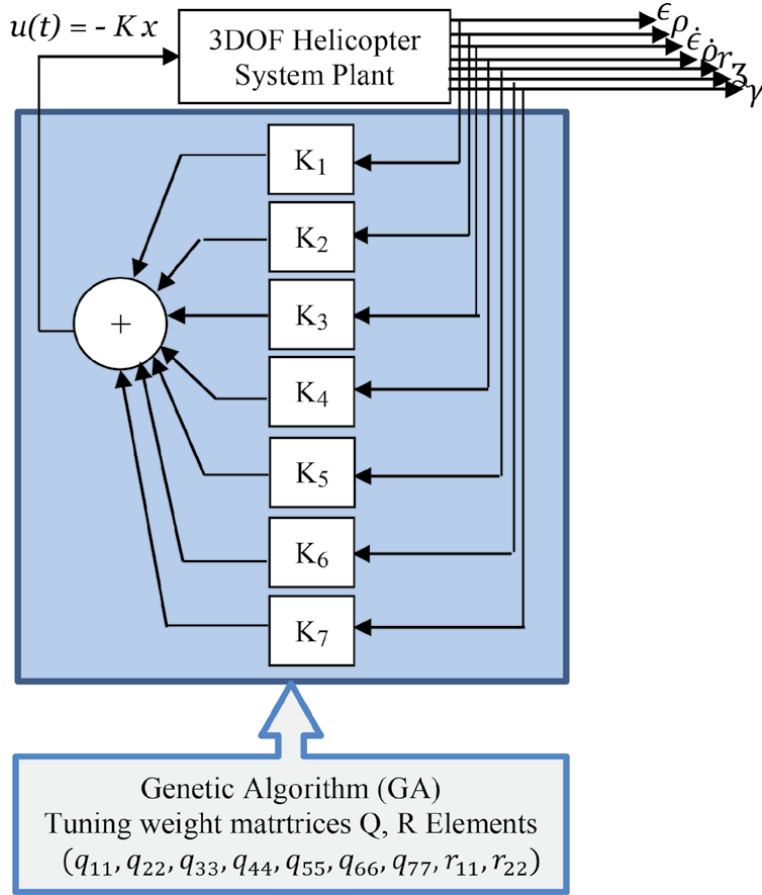 u(t) = - K x
3DOF Helicopter
System Plant
ϵ
ρ
ϵ̇
ρ̇
r
ʒ
γ
K₁
K₂
K₃
K₄
K₅
K₆
K₇
+
Genetic Algorithm (GA)
Tuning weight matrtrices Q, R Elements
(q₁₁, q₂₂, q₃₃, q₄₄, q₅₅, q₆₆, q₇₇, r₁₁, r₂₂)